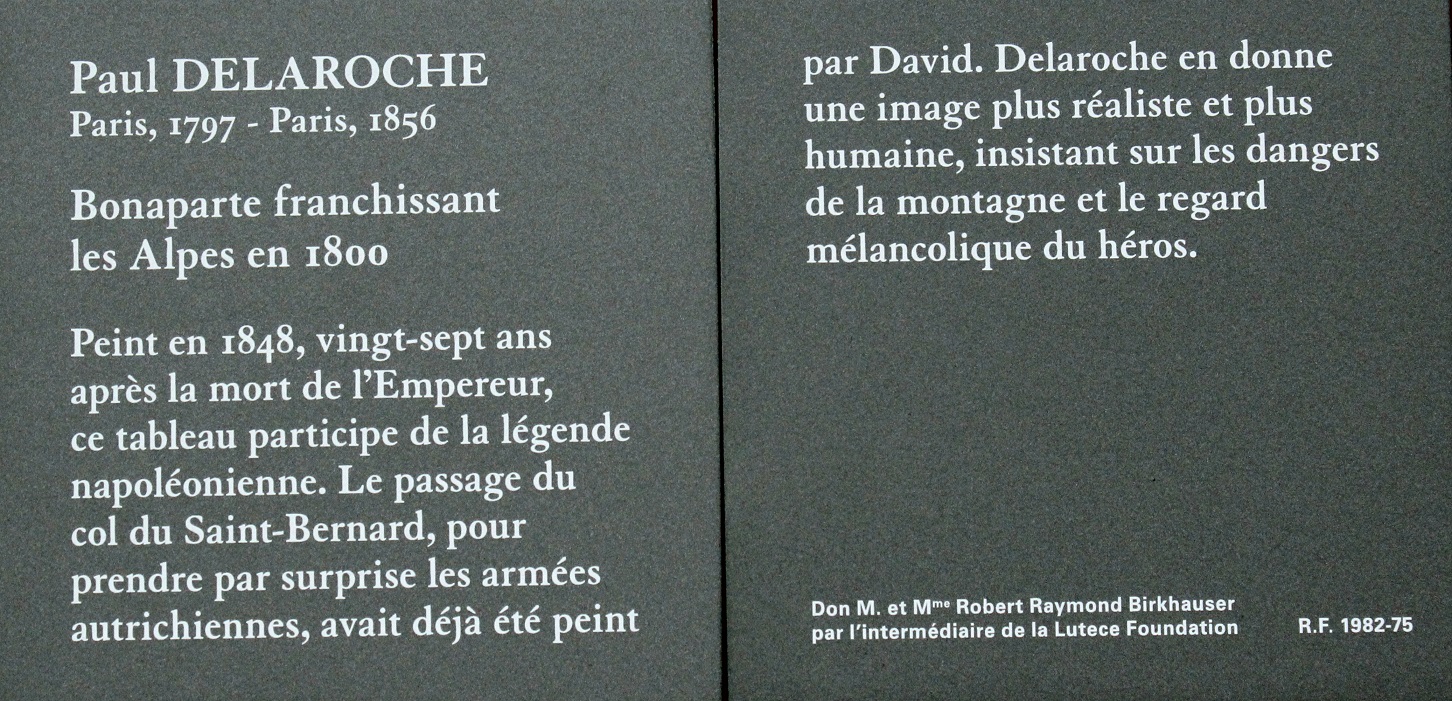 Paul DELAROCHE
Paris, 1797 - Paris, 1856
Bonaparte franchissant
les Alpes en 1800
Peint en 1848, vingt-sept ans
après la mort de l’Empereur,
ce tableau participe de la légende
napoléonienne. Le passage du
col du Saint-Bernard, pour
prendre par surprise les armées
autrichiennes, avait déjà été peint
par David. Delaroche en donne
une image plus réaliste et plus
humaine, insistant sur les dangers
de la montagne et le regard
mélancolique du héros.
Don M. et Mme Robert Raymond Birkhauser
par l’intermédiaire de la Lutece Foundation
R.F. 1982-75